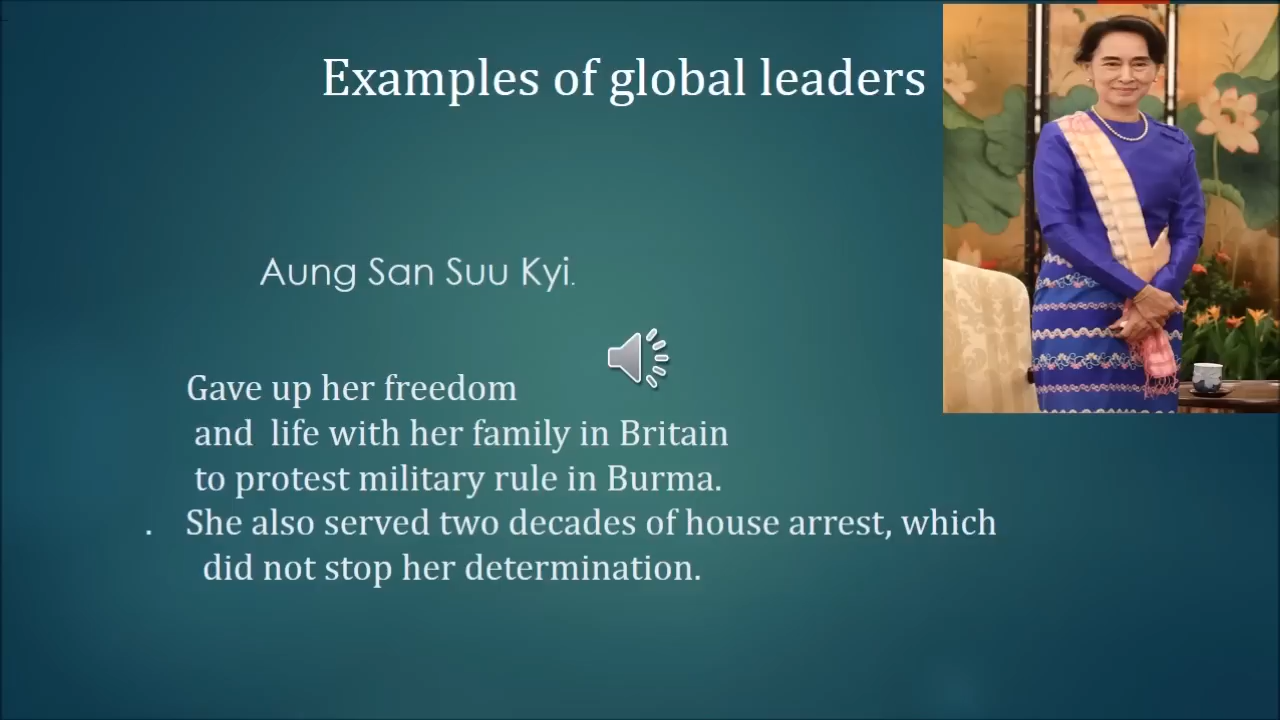 Examples of global leaders
Aung San Suu Kyi.
Gave up her freedom
and life with her family in Britain
to protest military rule in Burma.
. She also served two decades of house arrest, which
did not stop her determination.